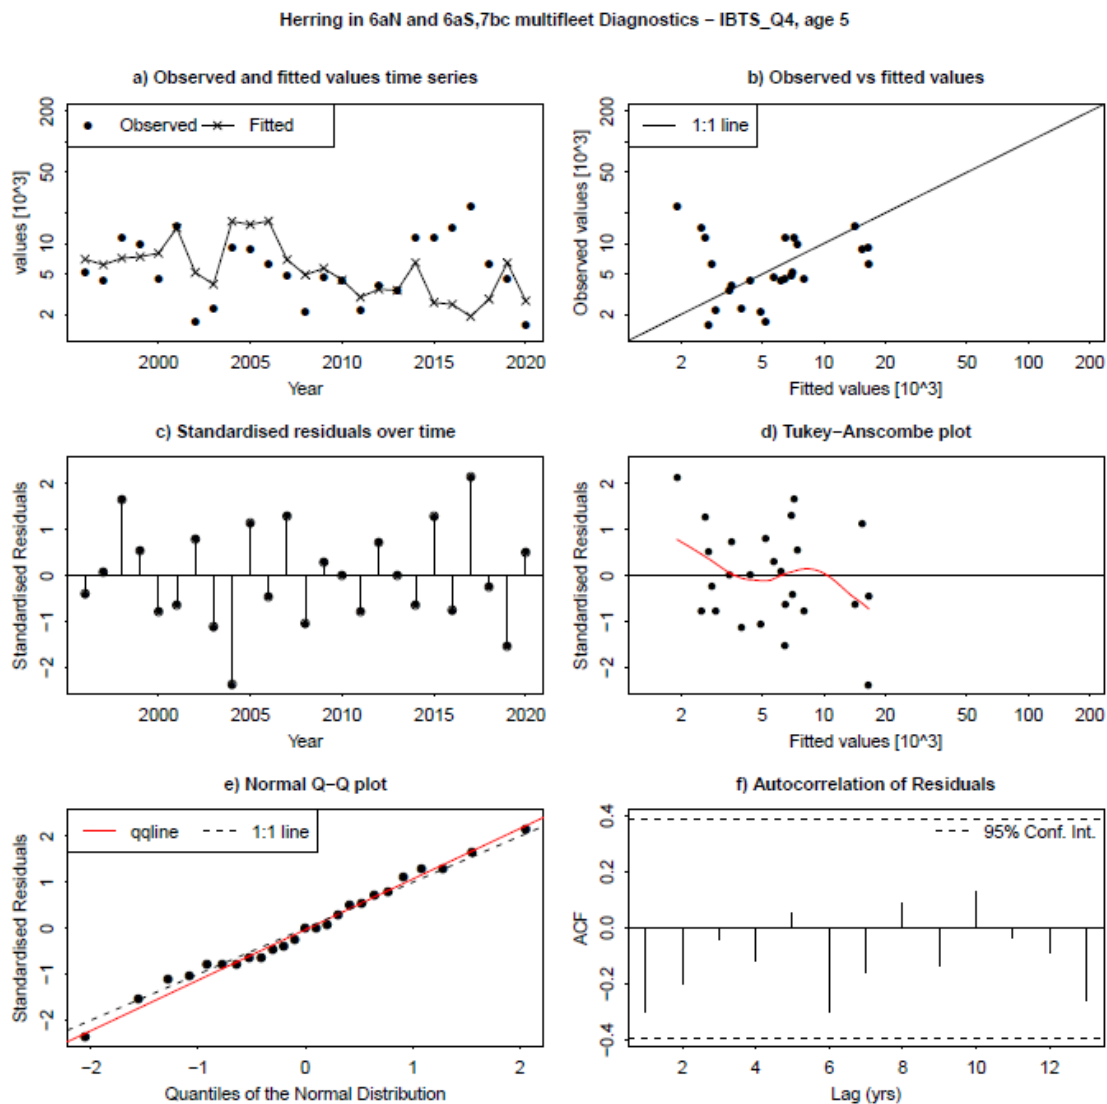 Herring in 6aN and 6aS,7bc multifleet Diagnostics − IBTS_Q4, age 5
a) Observed and fitted values time series
values [10^3]
200
50
10
5
2
Observed
Fitted
2000 2005 2010 2015 2020
Year
b) Observed vs fitted values
Observed values [10^3]
200
50
10
5
2
1:1 line
2 5 10 20 50 100 200
Fitted values [10^3]
c) Standardised residuals over time
Standardised Residuals
2
1
0
−1
−2
2000 2005 2010 2015 2020
Year
d) Tukey−Anscombe plot
Standardised Residuals
2
1
0
−1
−2
2 5 10 20 50 100 200
Fitted values [10^3]
e) Normal Q−Q plot
Standardised Residuals
2
1
0
−1
−2
qqline
1:1 line
−2 −1 0 1 2
Quantiles of the Normal Distribution
f) Autocorrelation of Residuals
ACF
0.4
0.2
0.0
−0.2
−0.4
95% Conf. Int.
2 4 6 8 10 12
Lag (yrs)